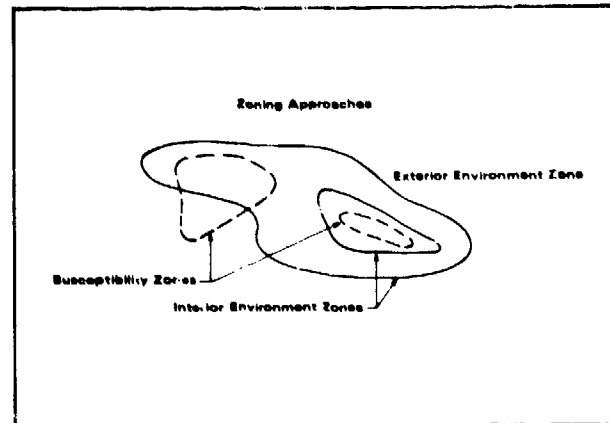 Zoning Approaches
Exterior Environment Zone
Susceptibility Zones
Interior Environment Zones